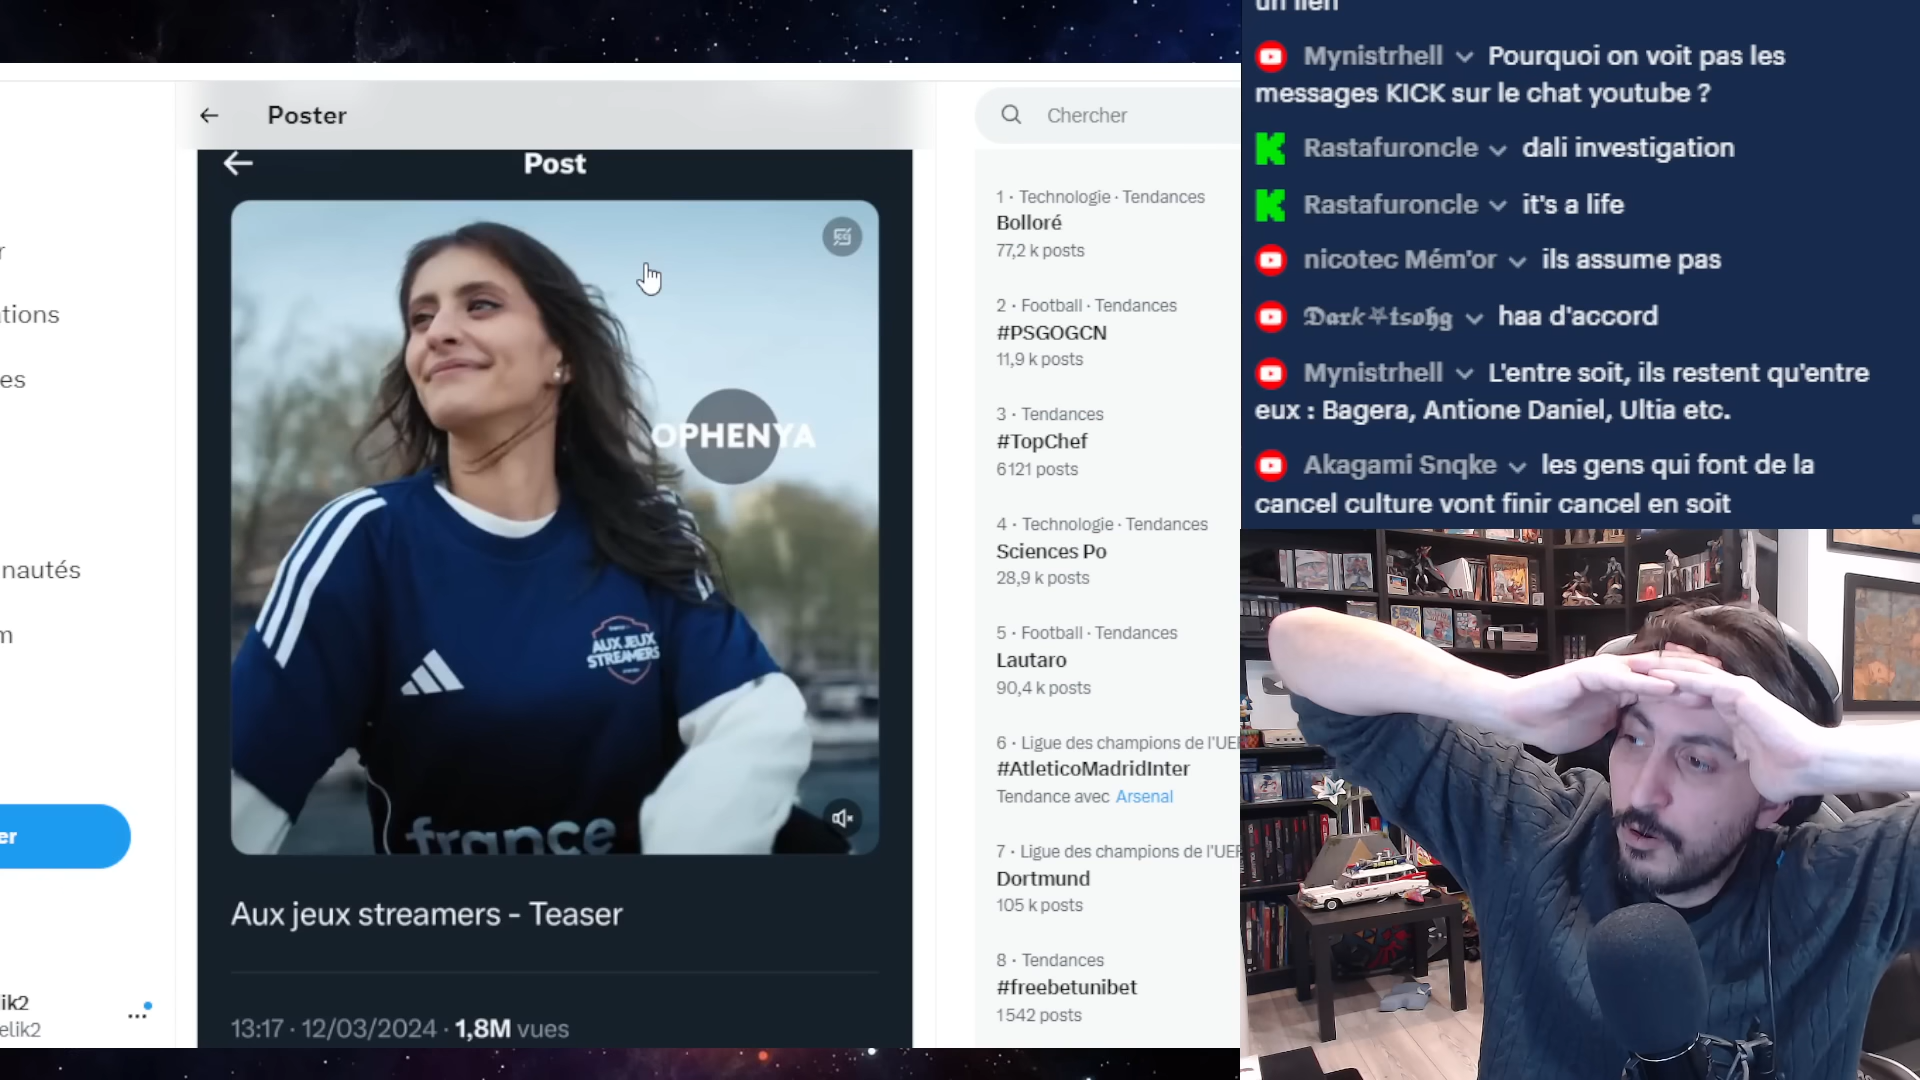 r
ations
es
nautés
m
er
ik2
elik2
...
Poster
Post
OPHENYA
AUX JEUX
STREAMERS
france
Aux jeux streamers - Teaser
13:17 · 12/03/2024 · 1,8M vues
Chercher
1 · Technologie · Tendances
Bolloré
77,2 k posts
2 · Football · Tendances
#PSGOGCN
11,9 k posts
3 · Tendances
#TopChef
6 121 posts
4 · Technologie · Tendances
Sciences Po
28,9 k posts
5 · Football · Tendances
Lautaro
90,4 k posts
6 · Ligue des champions de l'UE
#AtleticoMadridInter
Tendance avec Arsenal
7 · Ligue des champions de l'UE
Dortmund
105 k posts
8 · Tendances
#freebetunibet
1 542 posts
un lien
Mynistrhell Pourquoi on voit pas les
messages KICK sur le chat youtube ?
Rastafuroncle dali investigation
Rastafuroncle it's a life
nicotec Mém'or ils assume pas
𝕯𝖆𝖗𝖐⛧𝖙𝖘𝖔𝖍𝖌 haa d'accord
Mynistrhell L'entre soit, ils restent qu'entre
eux : Bagera, Antione Daniel, Ultia etc.
Akagami Snqke les gens qui font de la
cancel culture vont finir cancel en soit